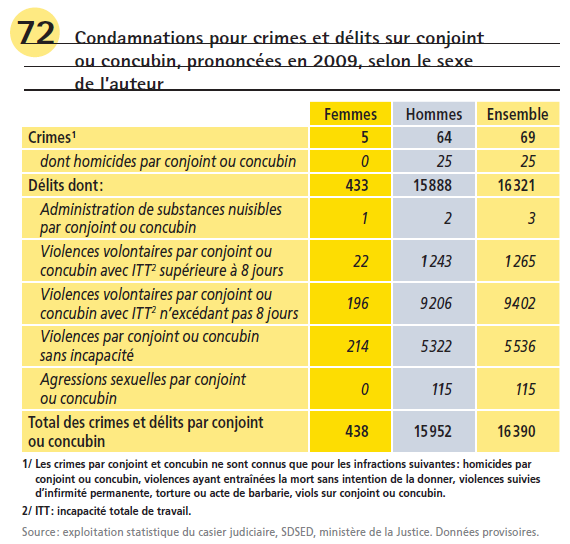 72
Condamnations pour crimes et délits sur conjoint
ou concubin, prononcées en 2009, selon le sexe
de l'auteur
Femmes Hommes Ensemble
Crimes¹ 5 64 69
dont homicides par conjoint ou concubin 0 25 25
Délits dont: 433 15888 16321
Administration de substances nuisibles
par conjoint ou concubin 1 2 3
Violences volontaires par conjoint ou
concubin avec ITT² supérieure à 8 jours 22 1243 1265
Violences volontaires par conjoint ou
concubin avec ITT² n'excédant pas 8 jours 196 9206 9402
Violences par conjoint ou concubin
sans incapacité 214 5322 5536
Agressions sexuelles par conjoint
ou concubin 0 115 115
Total des crimes et délits par conjoint
ou concubin 438 15952 16390
1/ Les crimes par conjoint et concubin ne sont connus que pour les infractions suivantes: homicides par
conjoint ou concubin, violences ayant entraînées la mort sans intention de la donner, violences suivies
d'infirmité permanente, torture ou acte de barbarie, viols sur conjoint ou concubin.
2/ ITT: incapacité totale de travail.
Source: exploitation statistique du casier judiciaire, SDSED, ministère de la Justice. Données provisoires.